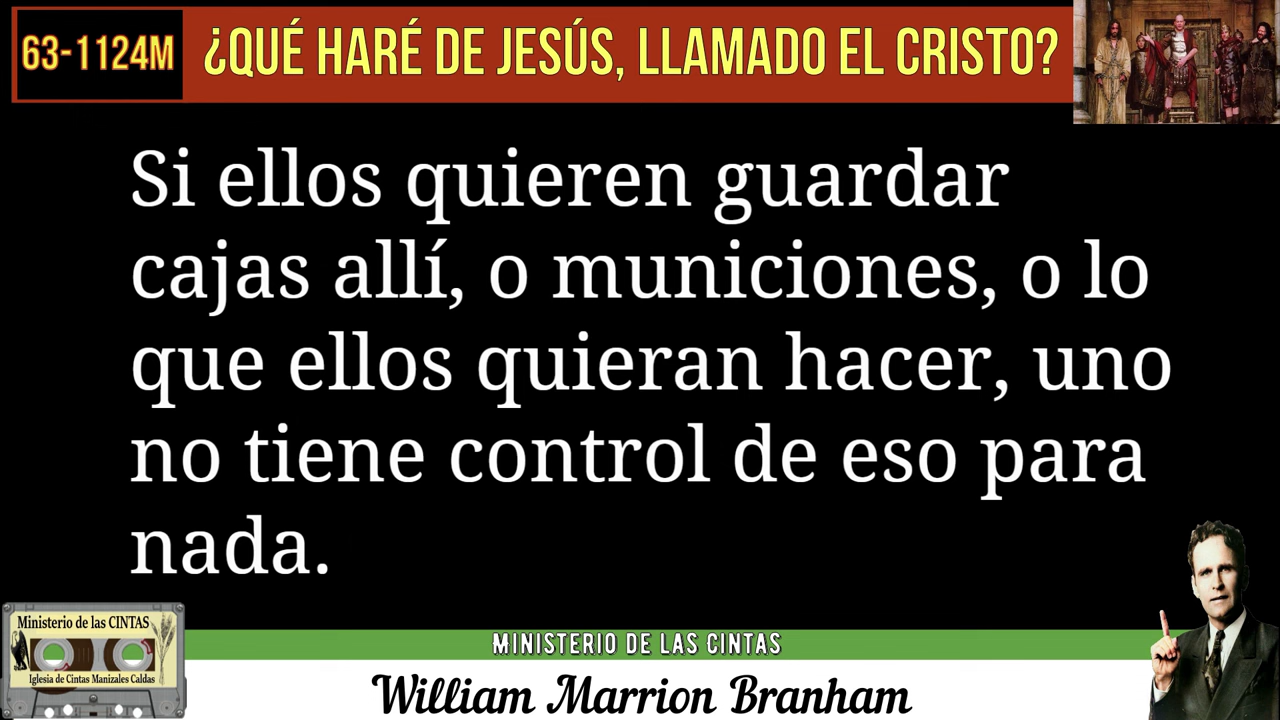 63-1124M
¿QUÉ HARÉ DE JESÚS, LLAMADO EL CRISTO?
Si ellos quieren guardar
cajas allí, o municiones, o lo
que ellos quieran hacer, uno
no tiene control de eso para
nada.
Ministerio de las CINTAS
Iglesia de Cintas Manizales Caldas
MINISTERIO DE LAS CINTAS
William Marrion Branham